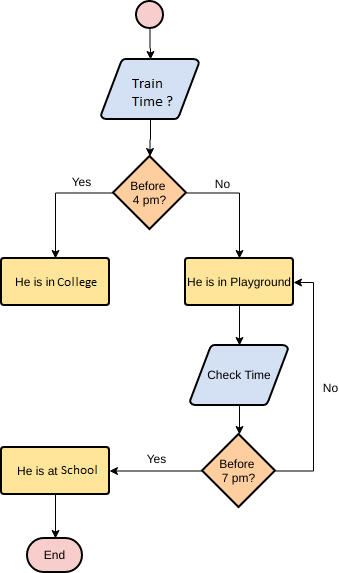 Train
Time ?
Before
4 pm?
Yes
No
He is in College
He is in Playground
Check Time
Before
7 pm?
No
Yes
He is at School
End